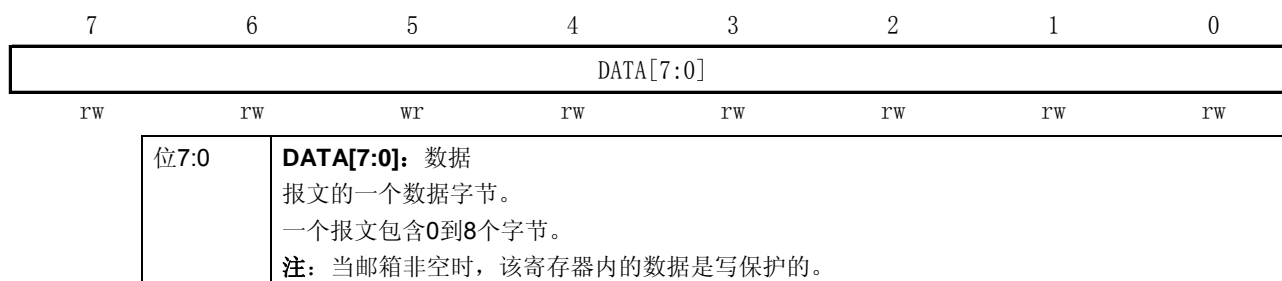 7 6 5 4 3 2 1 0
DATA[7:0]
rw rw wr rw rw rw rw rw
位7:0 DATA[7:0]：数据
报文的一个数据字节。
一个报文包含0到8个字节。
注：当邮箱非空时，该寄存器内的数据是写保护的。